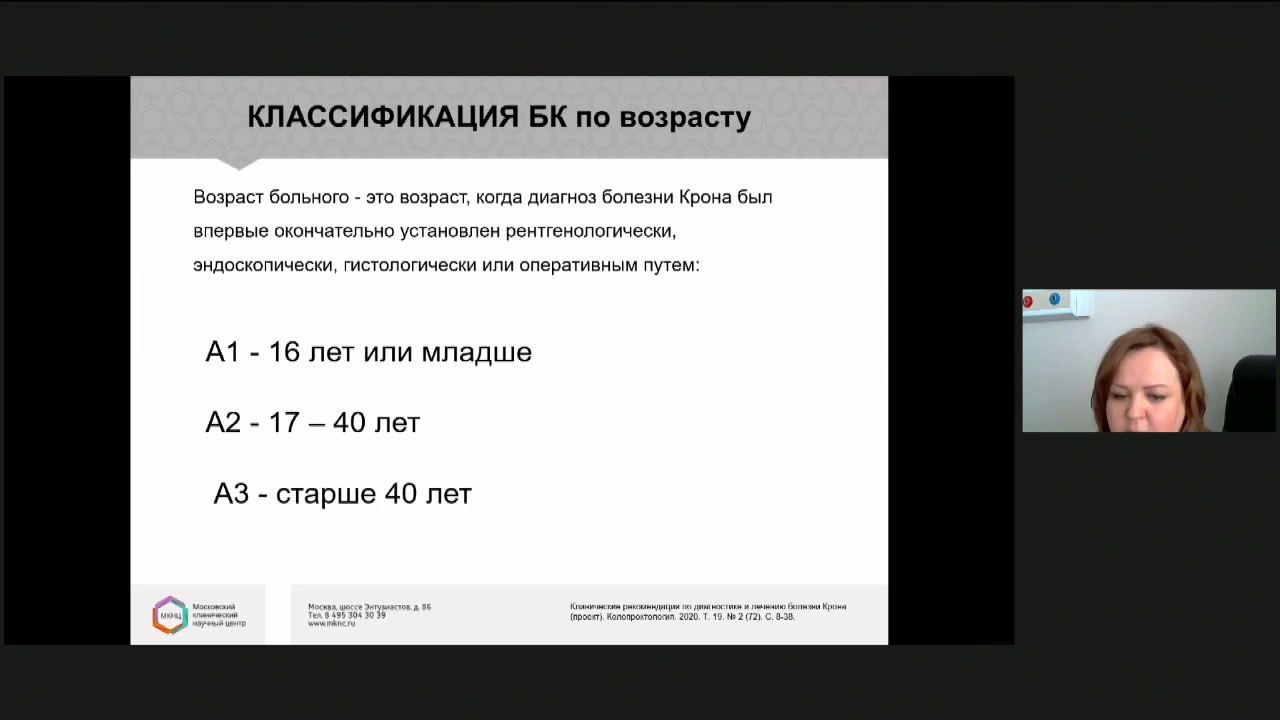 КЛАССИФИКАЦИЯ БК по возрасту
Возраст больного - это возраст, когда диагноз болезни Крона был
впервые окончательно установлен рентгенологически,
эндоскопически, гистологически или оперативным путем:
А1 - 16 лет или младше
А2 - 17 – 40 лет
А3 - старше 40 лет
МКНЦ
Московский
клинический
научный центр
Москва, шоссе Энтузиастов, д. 86
Тел. 8 495 304 30 39
www.mknc.ru
Клинические рекомендации по диагностике и лечению болезни Крона
(проект). Колопроктология. 2020. Т. 19. № 2 (72). С. 8-38.